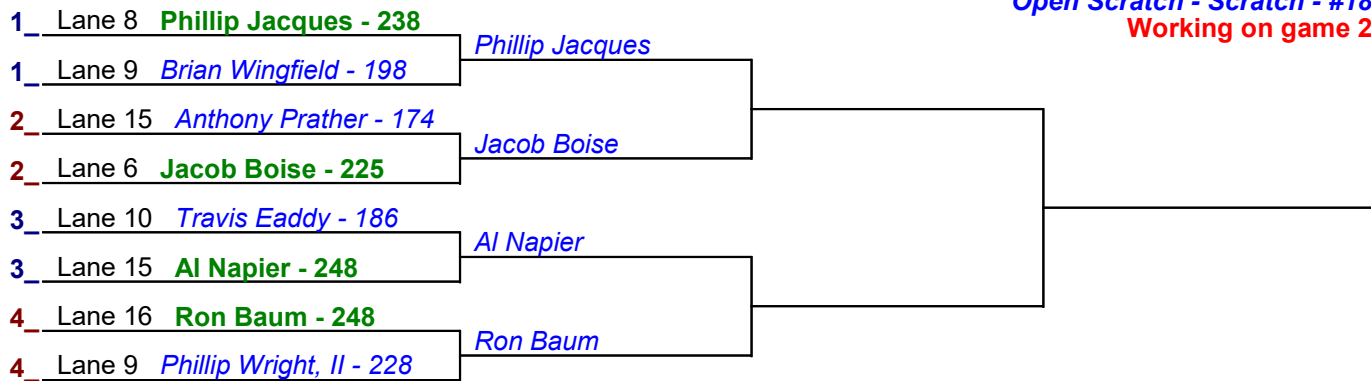 Open Scratch - Scratch - #18
Working on game 2
1_ Lane 8 Phillip Jacques - 238
Phillip Jacques
1_ Lane 9 Brian Wingfield - 198
2_ Lane 15 Anthony Prather - 174
Jacob Boise
2_ Lane 6 Jacob Boise - 225
3_ Lane 10 Travis Eaddy - 186
Al Napier
3_ Lane 15 Al Napier - 248
4_ Lane 16 Ron Baum - 248
Ron Baum
4_ Lane 9 Phillip Wright, II - 228